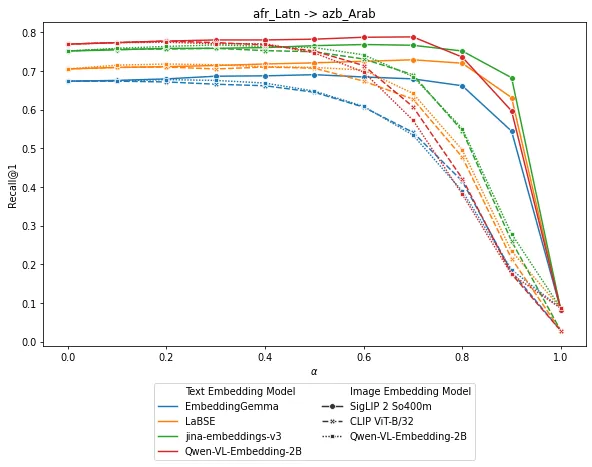 afr_Latn -> azb_Arab
Recall@1
0.8
0.7
0.6
0.5
0.4
0.3
0.2
0.1
0.0
0.0 0.2 0.4 0.6 0.8 1.0
α
Text Embedding Model
EmbeddingGemma
LaBSE
jina-embeddings-v3
Qwen-VL-Embedding-2B
Image Embedding Model
SigLIP 2 So400m
CLIP ViT-B/32
Qwen-VL-Embedding-2B